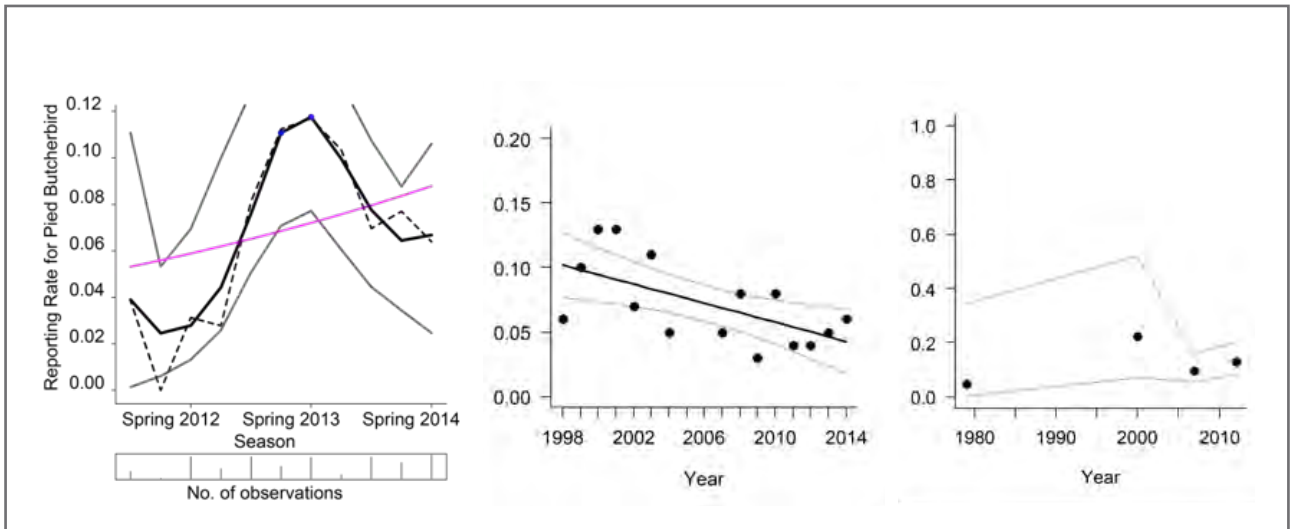 Reporting Rate for Pied Butcherbird
0.12
0.10
0.08
0.06
0.04
0.02
0.00
Spring 2012 Spring 2013 Spring 2014
Season
No. of observations
0.20
0.15
0.10
0.05
0.00
1998 2002 2006 2010 2014
Year
1.0
0.8
0.6
0.4
0.2
0.0
1980 1990 2000 2010
Year